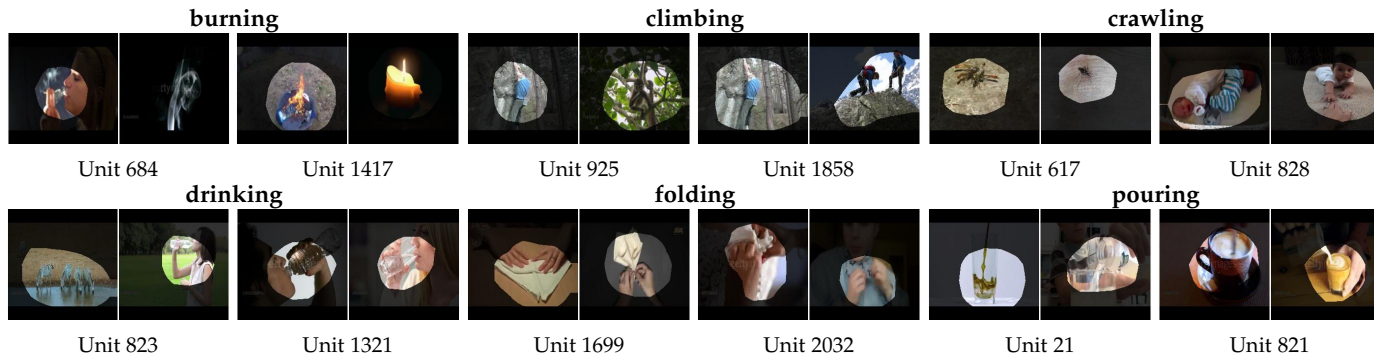 burning climbing crawling
Unit 684 Unit 1417 Unit 925 Unit 1858 Unit 617 Unit 828
drinking folding pouring
Unit 823 Unit 1321 Unit 1699 Unit 2032 Unit 21 Unit 821